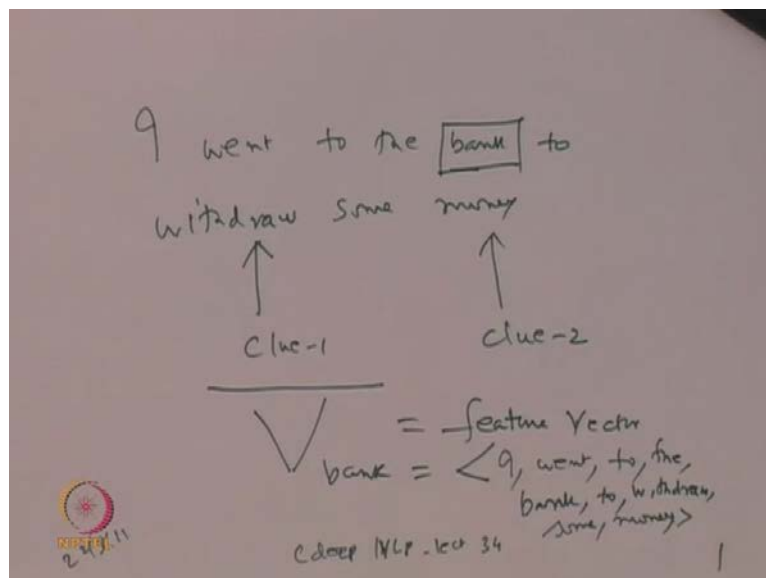 I went to the bank to
withdraw some money
Clue-1 Clue-2
V = feature vector
bank = <I, went, to, the,
bank, to, withdraw,
some, money>
NPTEL
Cdeep NLP-lect 34
1